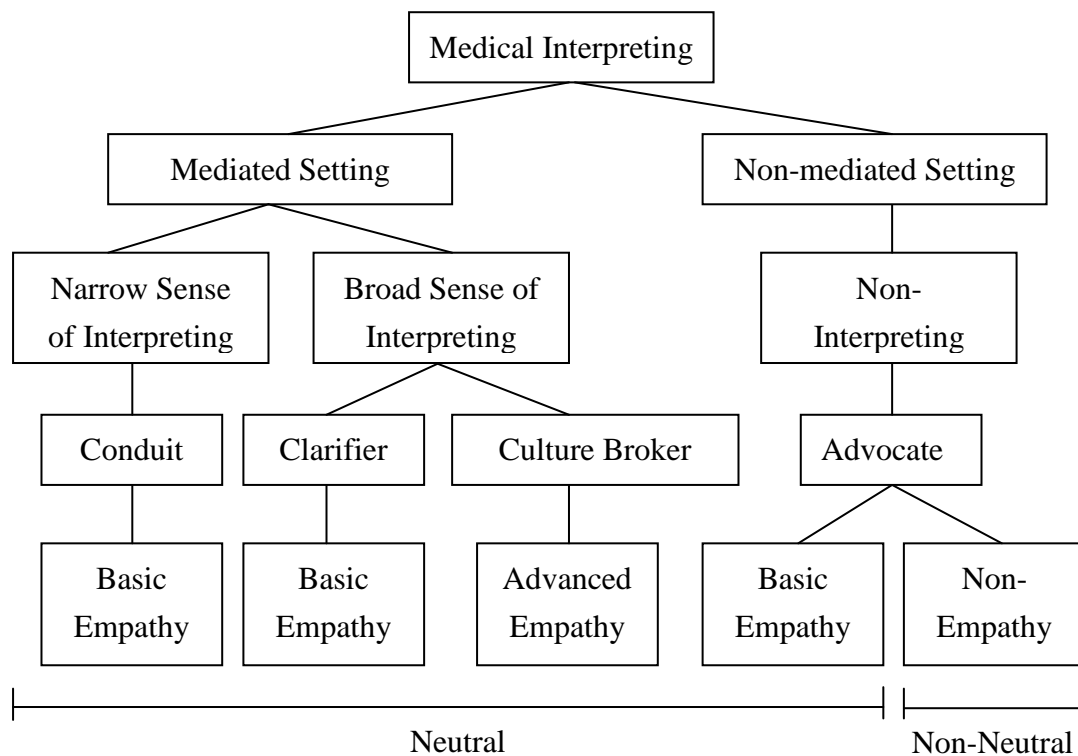 Medical Interpreting
Mediated Setting
Non-mediated Setting
Narrow Sense
of Interpreting
Broad Sense of
Interpreting
Non-
Interpreting
Conduit
Clarifier
Culture Broker
Advocate
Basic
Empathy
Basic
Empathy
Advanced
Empathy
Basic
Empathy
Non-
Empathy
Neutral
Non-Neutral